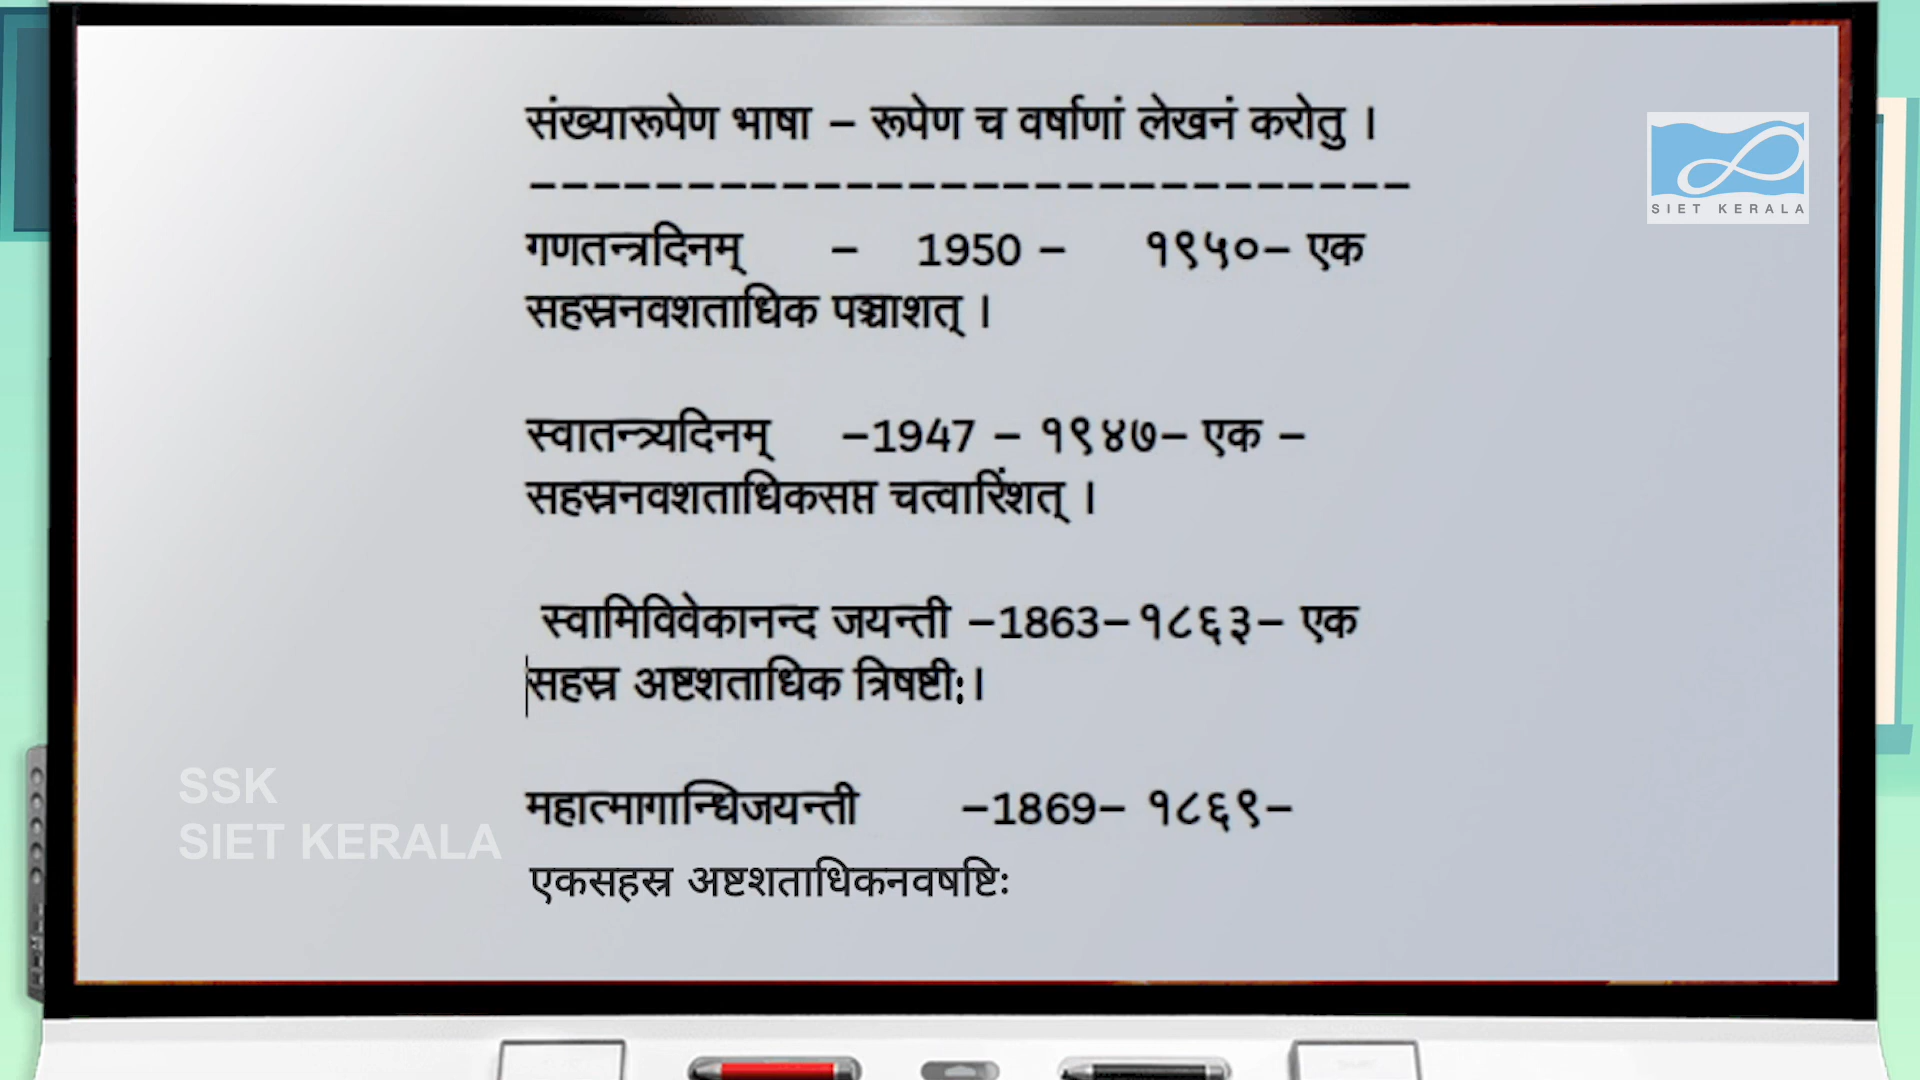 संख्यारूपेण भाषा – रूपेण च वर्षाणां लेखनं करोतु ।
–––––––––––––––––––––––––––––
गणतन्त्रदिनम् – 1950 – १९५०– एक
सहस्रनवशताधिक पञ्चाशत् ।
स्वातन्त्र्यदिनम् –1947 – १९४७– एक –
सहस्रनवशताधिकसप्त चत्वारिंशत् ।
स्वामिविवेकानन्द जयन्ती –1863–१८६३– एक
सहस्र अष्टशताधिक त्रिषष्टी:।
महात्मागान्धिजयन्ती –1869– १८६९–
एकसहस्र अष्टशताधिकनवषष्टिः
SIET KERALA
SSK
SIET KERALA